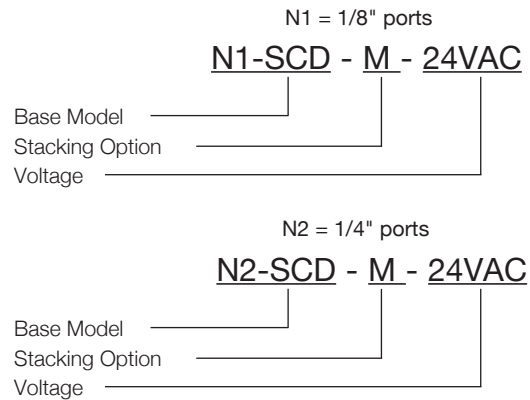 N1 = 1/8" ports
N1-SCD - M - 24VAC
Base Model
Stacking Option
Voltage
N2 = 1/4" ports
N2-SCD - M - 24VAC
Base Model
Stacking Option
Voltage